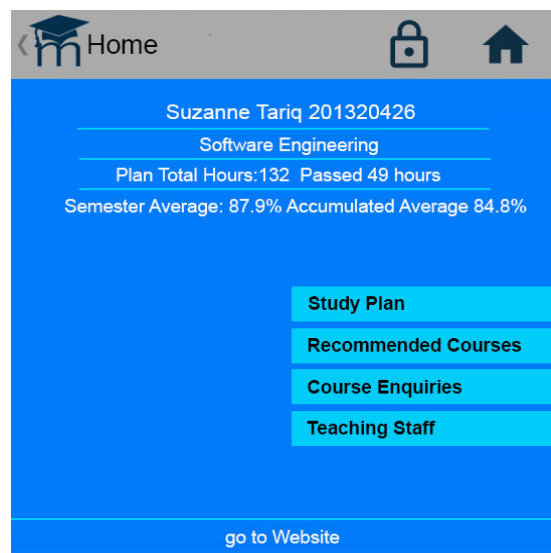 Home
Suzanne Tariq 201320426
Software Engineering
Plan Total Hours:132 Passed 49 hours
Semester Average: 87.9% Accumulated Average 84.8%
Study Plan
Recommended Courses
Course Enquiries
Teaching Staff
go to Website